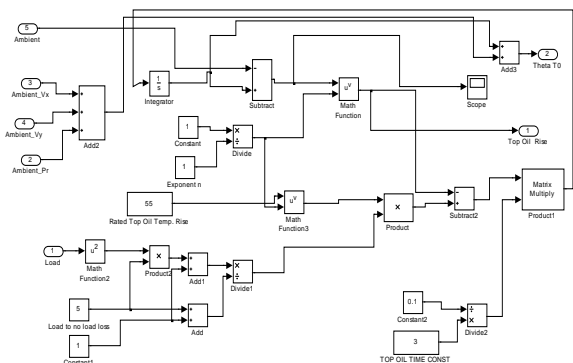 5
Ambient
3
Ambient_Vx
4
Ambient_Vy
2
Ambient_Pr
+
+
+
Add2
1
s
Integrator
-
+
Subtract
u^v
Math
Function
Scope
+
+
Add3
2
Theta T0
1
Top Oil Rise
1
Constant
×
÷
Divide
1
Exponent n
55
Rated Top Oil Temp. Rise
u^v
Math
Function3
×
Product
-
+
Subtract2
Matrix
Multiply
Product1
1
Load
u^2
Math
Function2
×
Product2
+
+
Add1
×
÷
Divide1
5
Load to no load loss
+
+
Add
1
Constant1
0.1
Constant2
÷
×
Divide2
3
TOP OIL TIME CONST